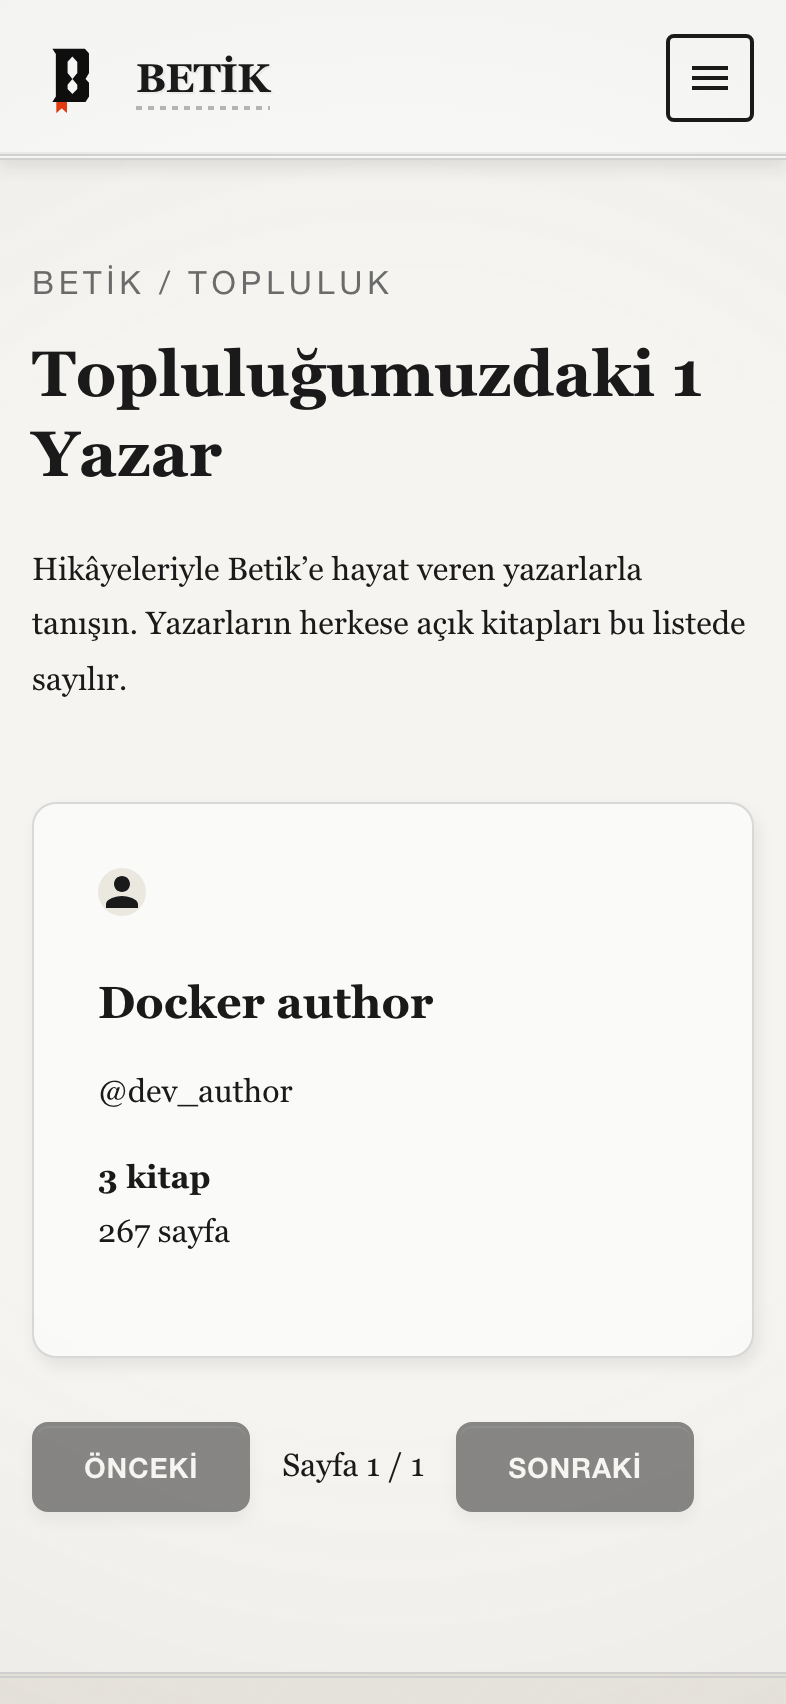 BETİK
BETİK / TOPLULUK
Topluluğumuzdaki 1
Yazar
Hikâyeleriyle Betik’e hayat veren yazarlarla
tanışın. Yazarların herkese açık kitapları bu listede
sayılır.
Docker author
@dev_author
3 kitap
267 sayfa
ÖNCEKİ
Sayfa 1 / 1
SONRAKİ